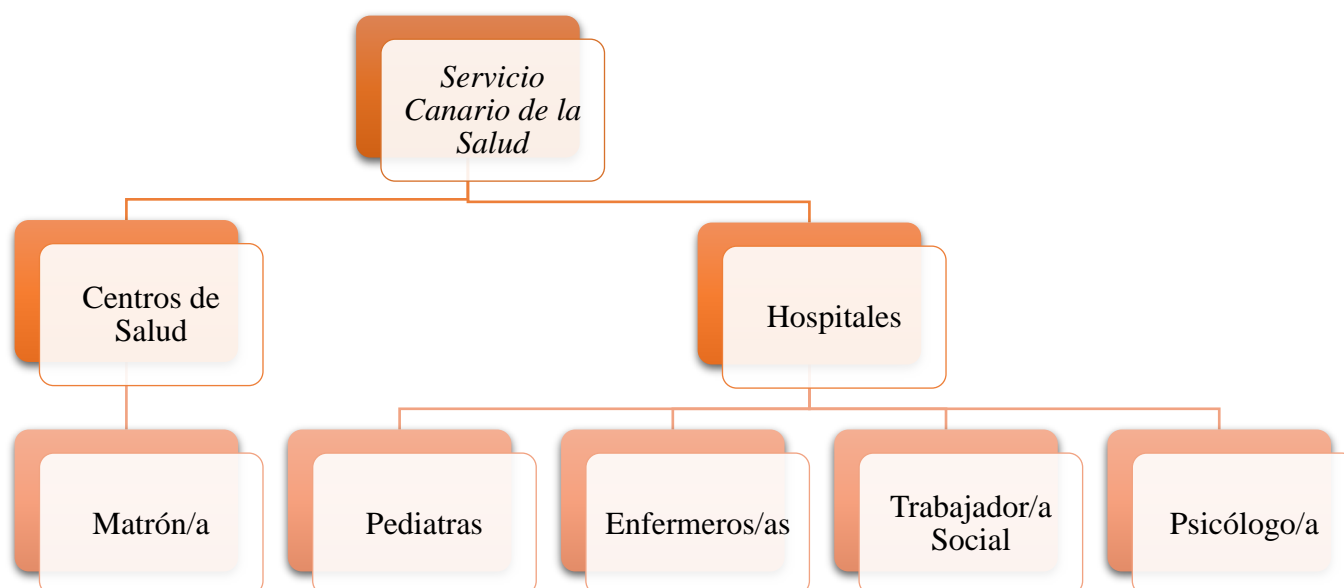 Servicio
Canario de la
Salud
Centros de
Salud
Hospitales
Matrón/a
Pediatras
Enfermeros/as
Trabajador/a
Social
Psicólogo/a